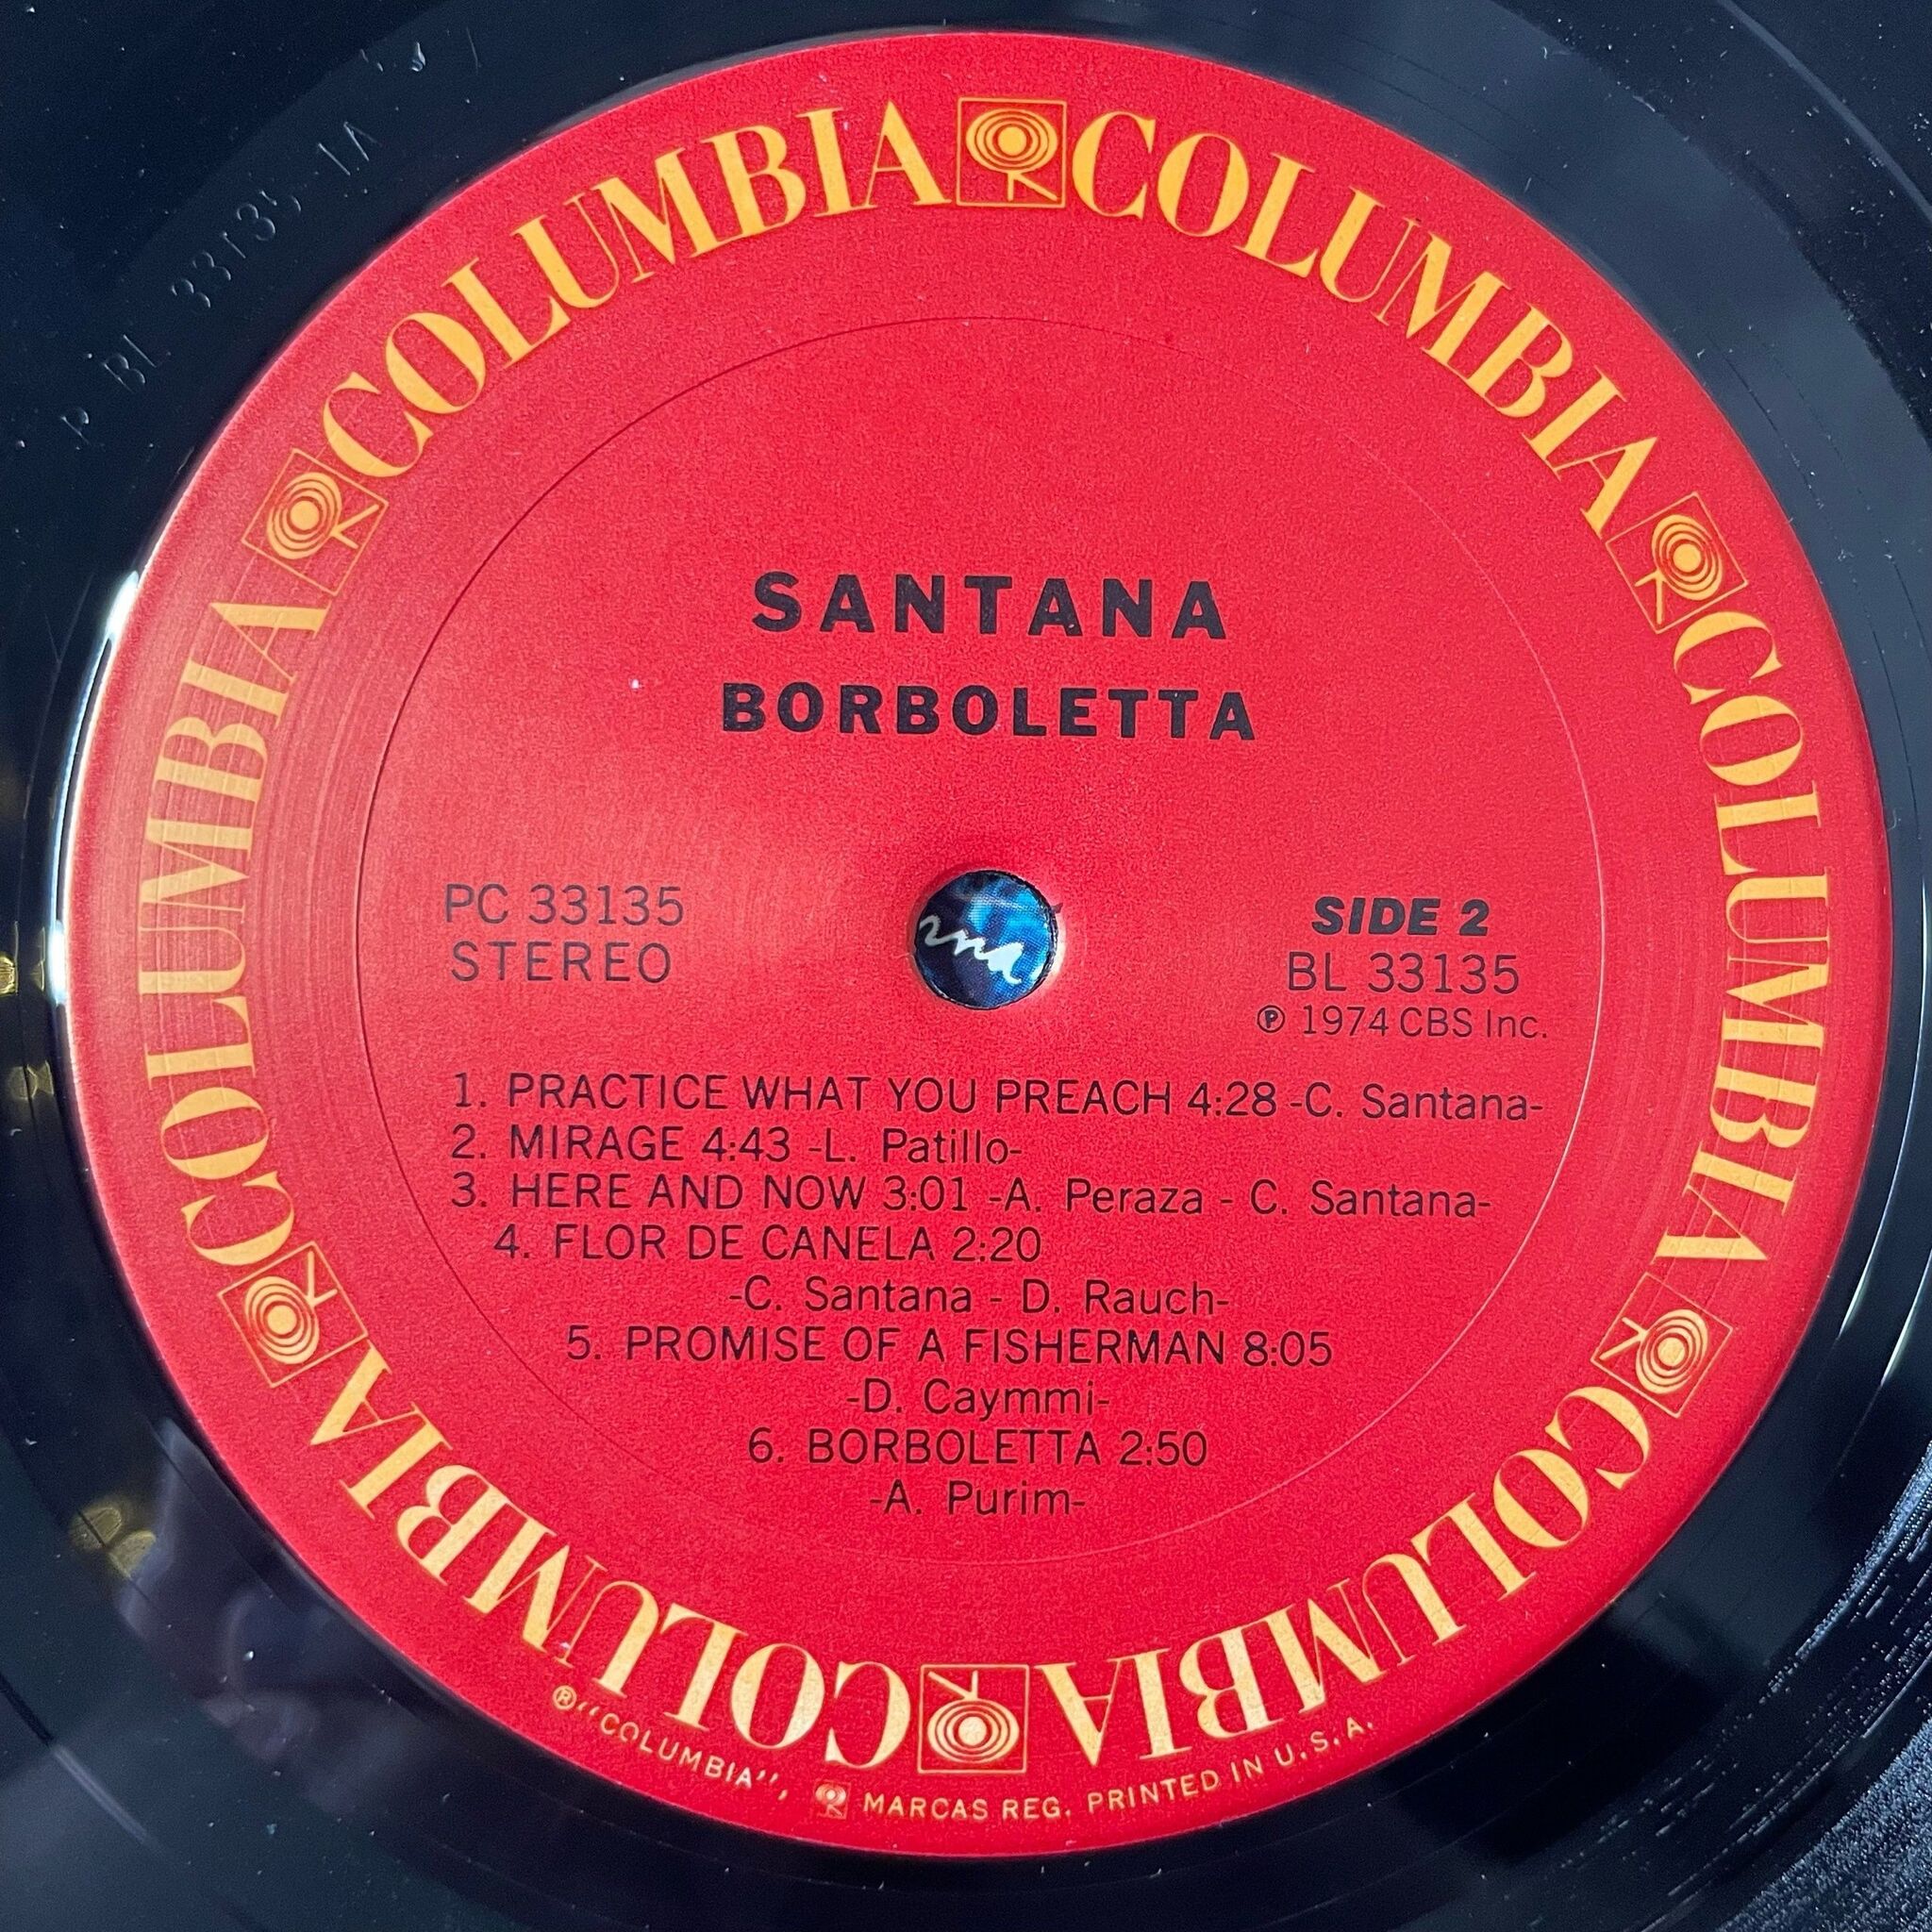 P BL 33135 1A
COLUMBIA COLUMBIA COLUMBIA COLUMBIA COLUMBIA COLUMBIA
SANTANA
BORBOLETTA
PC 33135
STEREO
SIDE 2
BL 33135
℗ 1974 CBS Inc.
1. PRACTICE WHAT YOU PREACH 4:28 -C. Santana-
2. MIRAGE 4:43 -L. Patillo-
3. HERE AND NOW 3:01 -A. Peraza - C. Santana-
4. FLOR DE CANELA 2:20
-C. Santana - D. Rauch-
5. PROMISE OF A FISHERMAN 8:05
-D. Caymmi-
6. BORBOLETTA 2:50
-A. Purim-
®"COLUMBIA", MARCAS REG. PRINTED IN U.S.A.